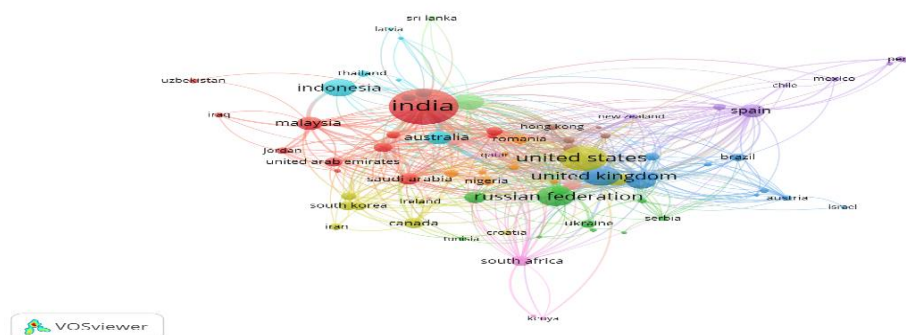 sri lanka
latvia
thailand
uzbekistan
indonesia
mexico
chile
india
spain
iraq
malaysia
hong kong
new zealand
australia
romania
jordan
qatar
united states
united arab emirates
brazil
saudi arabia
nigeria
united kingdom
south korea
ireland
russian federation
austria
israel
iran
canada
ukraine
serbia
tunisia
croatia
south africa
VOSviewer